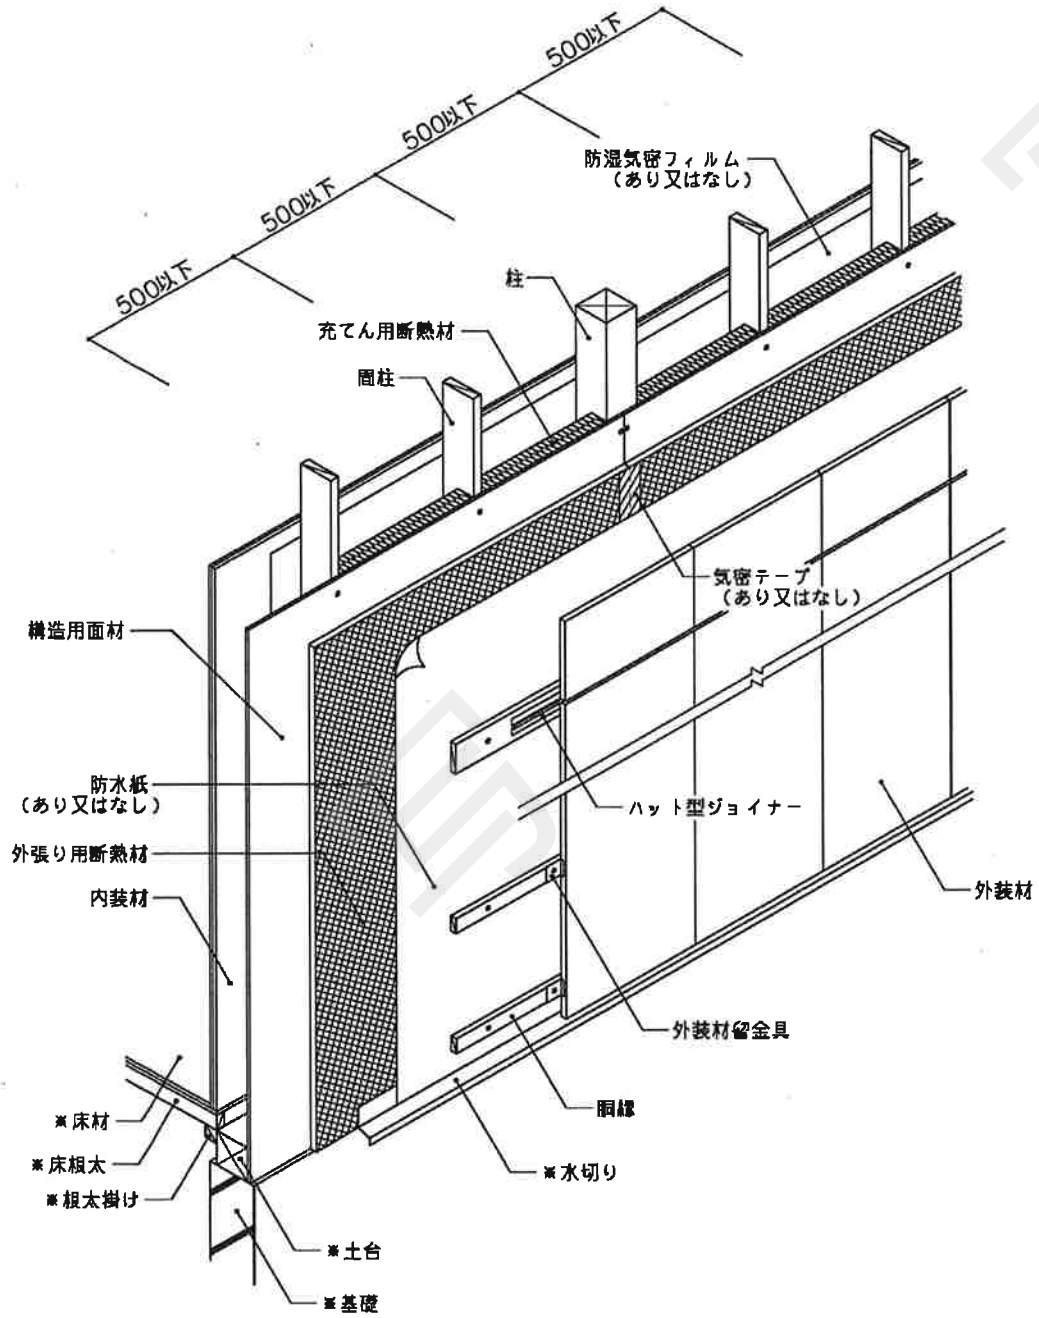 500以下
500以下
500以下
500以下
防湿気密フィルム
（あり又はなし）
柱
充てん用断熱材
間柱
気密テープ
（あり又はなし）
構造用面材
防水紙
（あり又はなし）
ハット型ジョイナー
外張り用断熱材
内装材
外装材
外装材留金具
胴縁
※床材
※床根太
※水切り
※根太掛け
※土台
※基礎